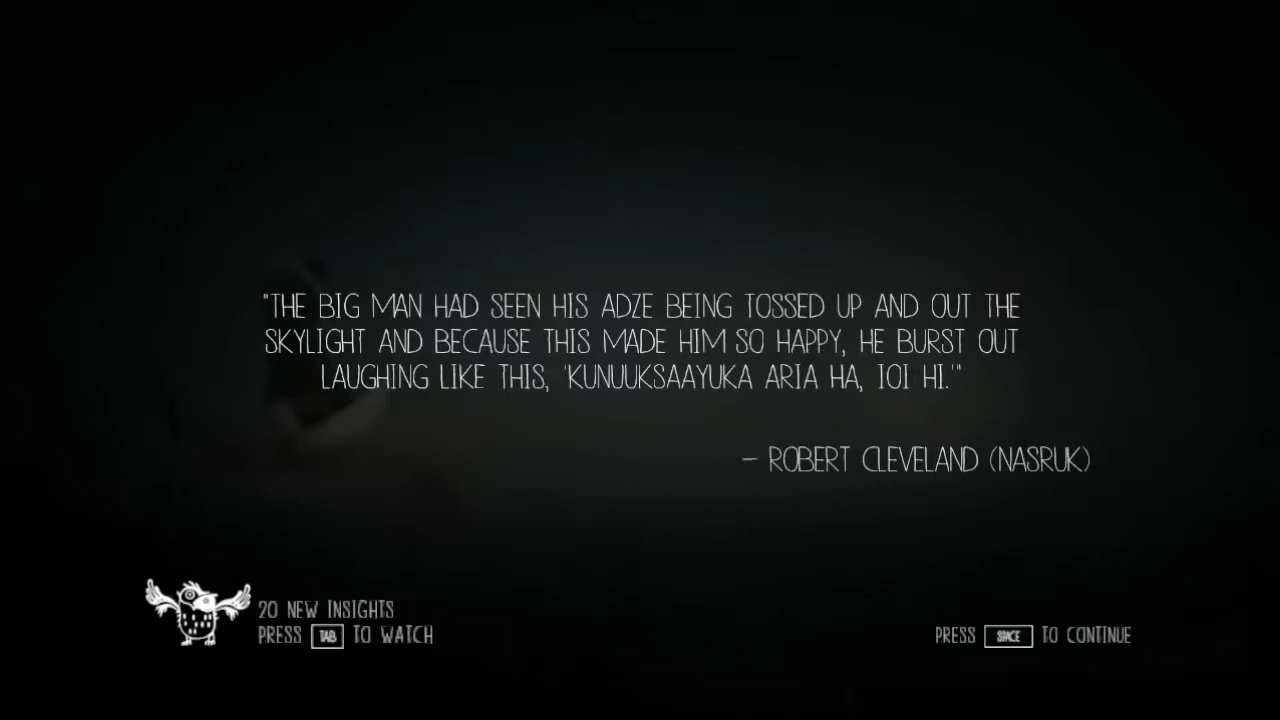 "THE BIG MAN HAD SEEN HIS ADZE BEING TOSSED UP AND OUT THE
SKYLIGHT AND BECAUSE THIS MADE HIM SO HAPPY, HE BURST OUT
LAUGHING LIKE THIS, 'KUNUUKSAAYUKA ARIA HA, IOI HI.'"
– ROBERT CLEVELAND (NASRUK)
20 NEW INSIGHTS
PRESS TAB TO WATCH
PRESS SPACE TO CONTINUE